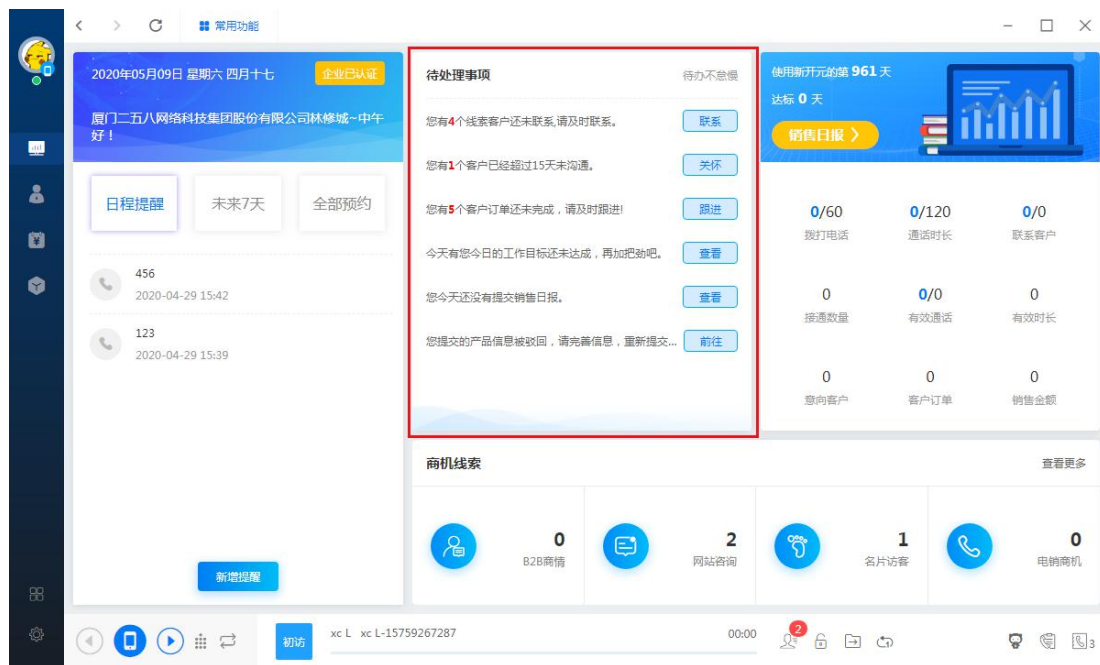 常用功能
2020年05月09日 星期六 四月十七
企业已认证
厦门二五八网络科技集团股份有限公司林修城~中午
好！
日程提醒
未来7天
全部预约
456
2020-04-29 15:42
123
2020-04-29 15:39
新增提醒
待处理事项
待办不怠慢
您有4个线索客户还未联系,请及时联系。
联系
您有1个客户已经超过15天未沟通。
关怀
您有5个客户订单还未完成，请及时跟进!
跟进
今天有您今日的工作目标还未达成，再加把劲吧。
查看
您今天还没有提交销售日报。
查看
您提交的产品信息被驳回，请完善信息，重新提交...
前往
使用新开元的第 961 天
达标 0 天
销售日报
0/60
0/120
0/0
拨打电话
通话时长
联系客户
0
0/0
0
接通数量
有效通话
有效时长
0
0
0
意向客户
客户订单
销售金额
商机线索
查看更多
0
B2B商情
2
网站咨询
1
名片访客
0
电销商机
初访
xc L xc L-15759267287
00:00
2
3